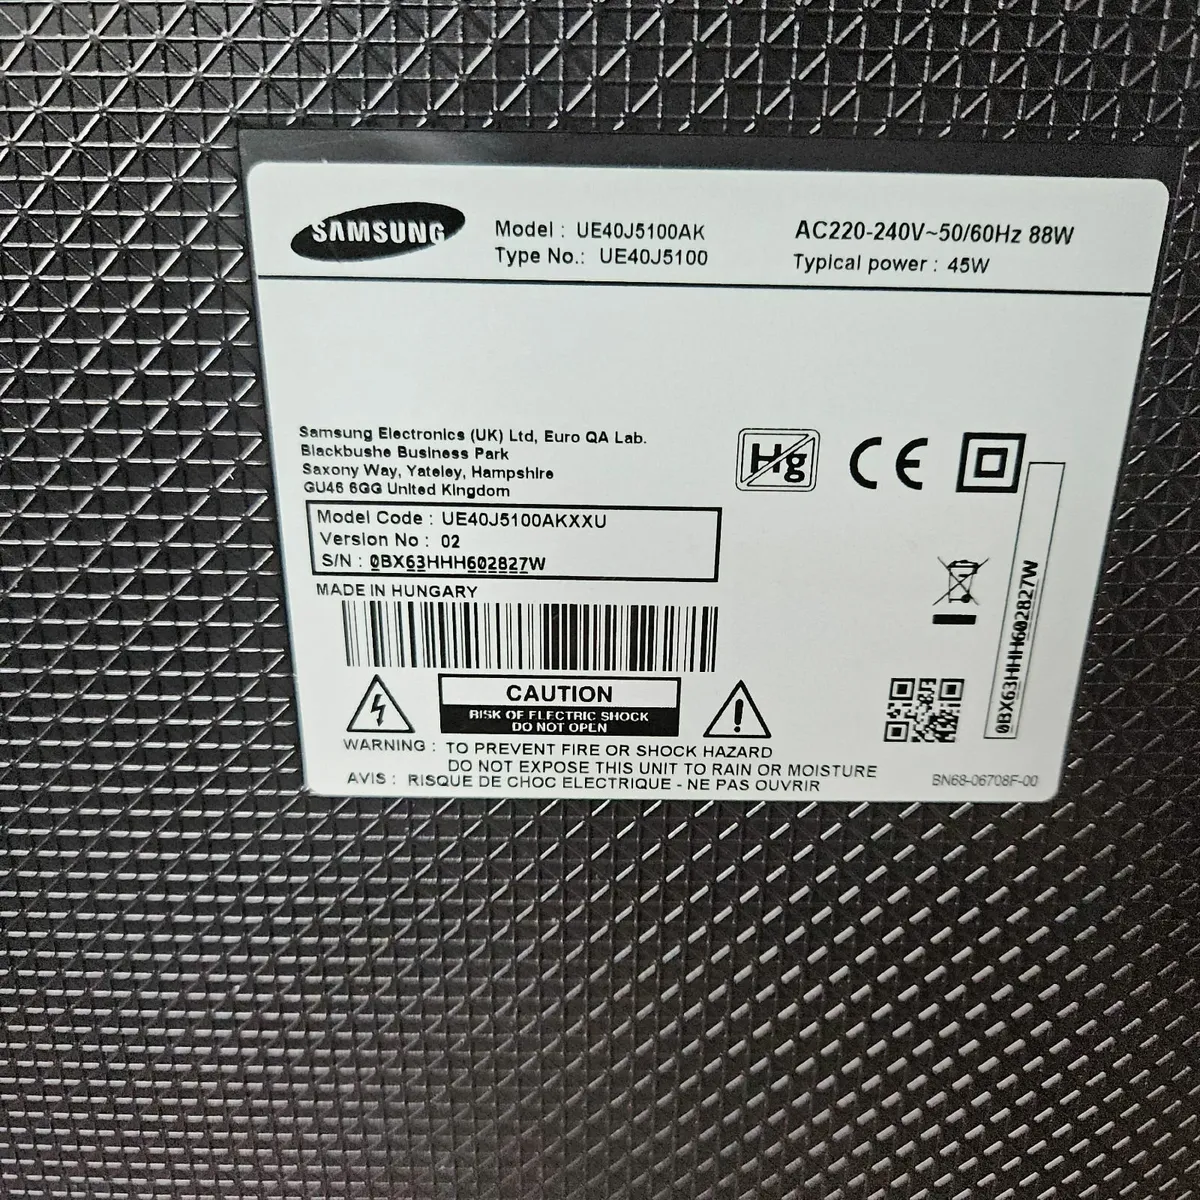 SAMSUNG
Model : UE40J5100AK
Type No.: UE40J5100
AC220-240V~50/60Hz 88W
Typical power : 45W
Samsung Electronics (UK) Ltd, Euro QA Lab.
Blackbushe Business Park
Saxony Way, Yateley, Hampshire
GU46 6GG United Kingdom
Hg
CE
Model Code : UE40J5100AKXXU
Version No : 02
S/N : 0BX63HHH602827W
MADE IN HUNGARY
0BX63HHH602827W
CAUTION
RISK OF ELECTRIC SHOCK
DO NOT OPEN
WARNING : TO PREVENT FIRE OR SHOCK HAZARD
DO NOT EXPOSE THIS UNIT TO RAIN OR MOISTURE
AVIS : RISQUE DE CHOC ELECTRIQUE - NE PAS OUVRIR
BN68-06708F-00